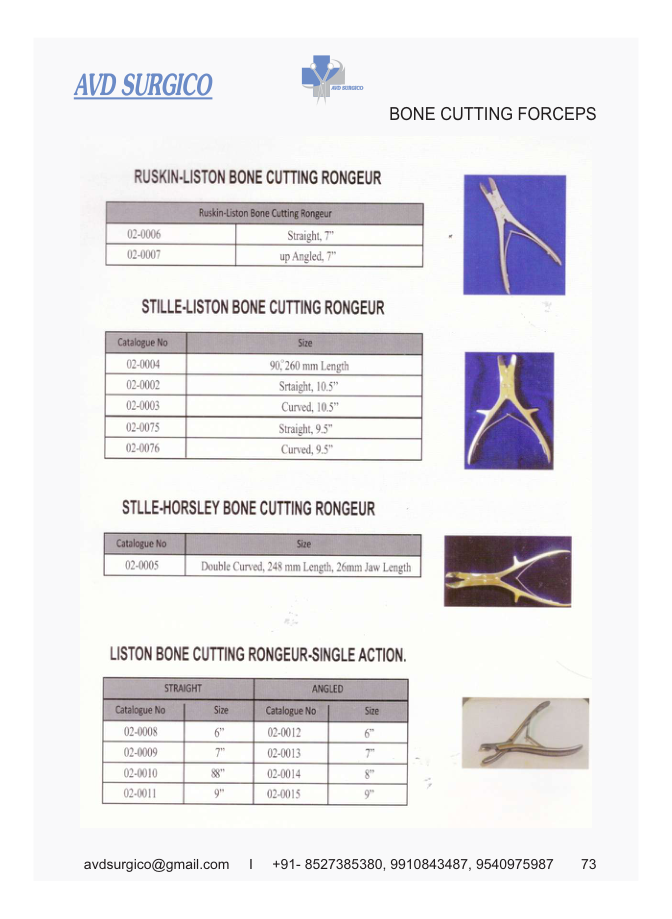 AVD SURGICO
AVD SURGICO
BONE CUTTING FORCEPS
RUSKIN-LISTON BONE CUTTING RONGEUR
Ruskin-Liston Bone Cutting Rongeur
02-0006 Straight, 7”
02-0007 up Angled, 7”
STILLE-LISTON BONE CUTTING RONGEUR
Catalogue No Size
02-0004 90,°260 mm Length
02-0002 Srtaight, 10.5”
02-0003 Curved, 10.5”
02-0075 Straight, 9.5”
02-0076 Curved, 9.5”
STLLE-HORSLEY BONE CUTTING RONGEUR
Catalogue No Size
02-0005 Double Curved, 248 mm Length, 26mm Jaw Length
LISTON BONE CUTTING RONGEUR-SINGLE ACTION.
STRAIGHT ANGLED
Catalogue No Size Catalogue No Size
02-0008 6” 02-0012 6”
02-0009 7” 02-0013 7”
02-0010 88” 02-0014 8”
02-0011 9” 02-0015 9”
avdsurgico@gmail.com I +91- 8527385380, 9910843487, 9540975987 73